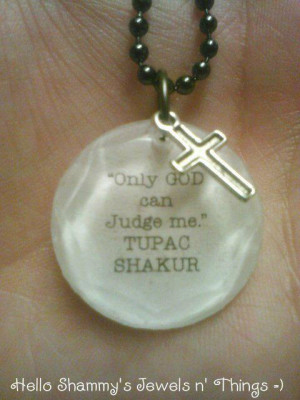 "Only GOD
can
Judge me."
TUPAC
SHAKUR
Hello Shammy's Jewels n' Things =)